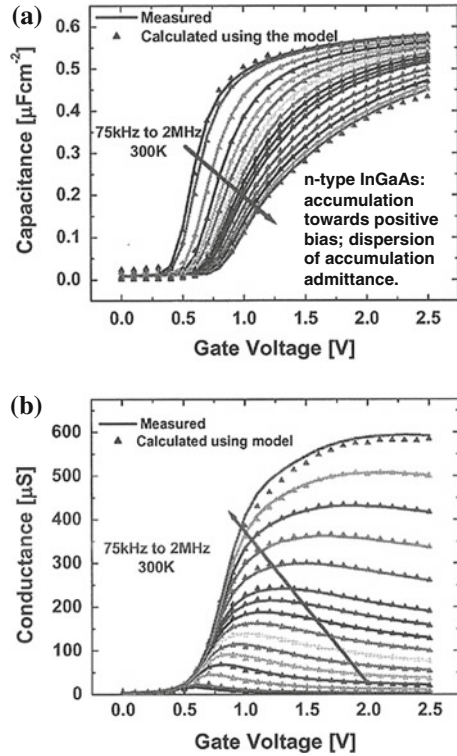 (a)
Measured
Calculated using the model
Capacitance [µFcm-2]
0.6
0.5
0.4
0.3
0.2
0.1
0.0
75kHz to 2MHz
300K
n-type InGaAs:
accumulation
towards positive
bias; dispersion
of accumulation
admittance.
0.0 0.5 1.0 1.5 2.0 2.5
Gate Voltage [V]
(b)
Measured
Calculated using model
Conductance [µS]
600
500
400
300
200
100
0
75kHz to 2MHz
300K
0.0 0.5 1.0 1.5 2.0 2.5
Gate Voltage [V]